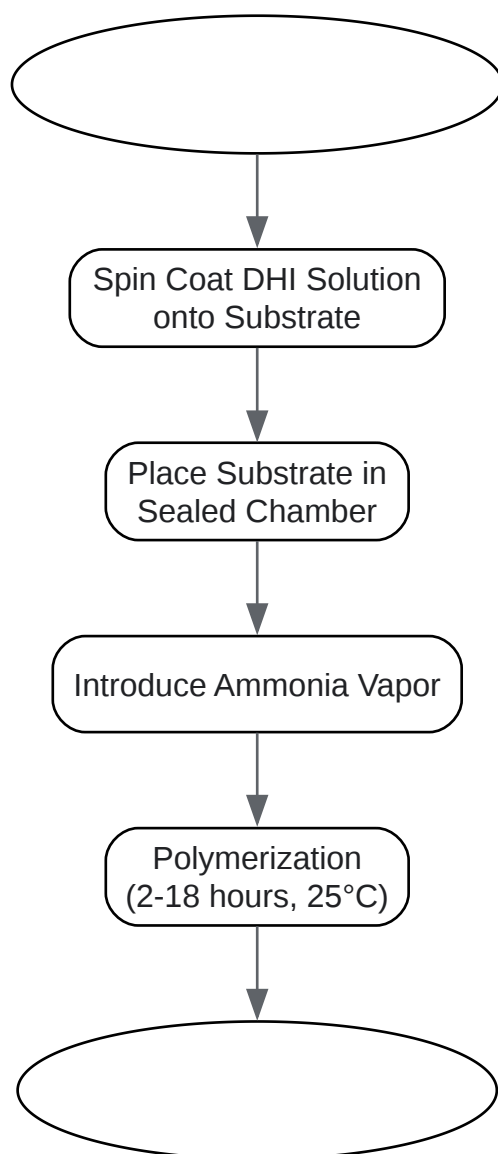 Spin Coat DHI Solution
onto Substrate
Place Substrate in
Sealed Chamber
Introduce Ammonia Vapor
Polymerization
(2-18 hours, 25°C)